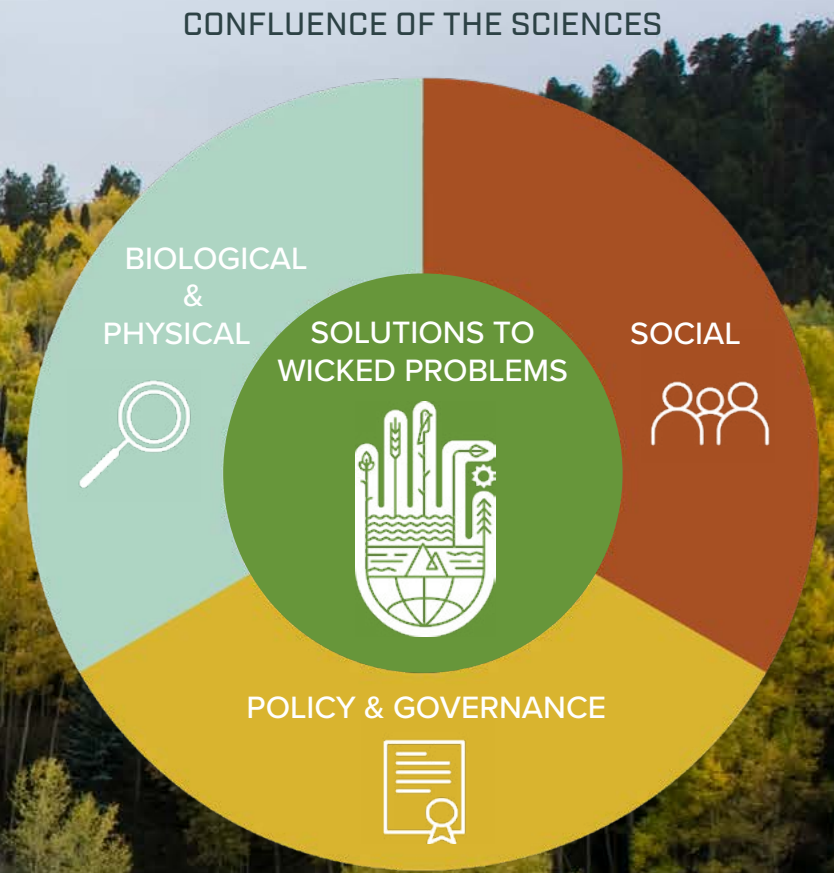 CONFLUENCE OF THE SCIENCES
BIOLOGICAL
&
PHYSICAL
SOLUTIONS TO
WICKED PROBLEMS
SOCIAL
POLICY & GOVERNANCE